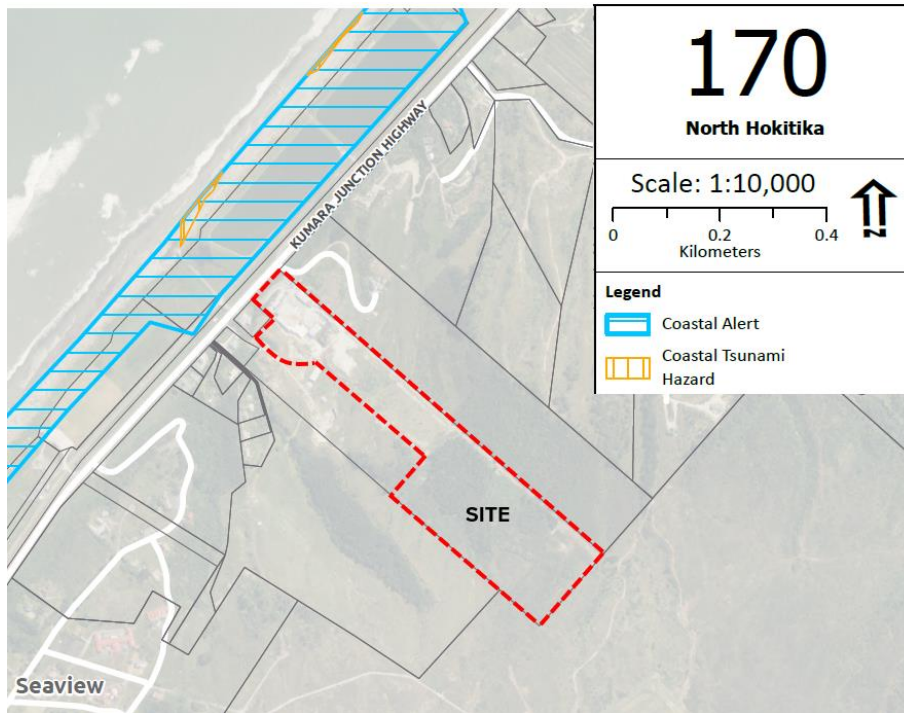 170
North Hokitika
Scale: 1:10,000
N
0 0.2 0.4
Kilometers
Legend
Coastal Alert
Coastal Tsunami
Hazard
KUMARA JUNCTION HIGHWAY
SITE
Seaview